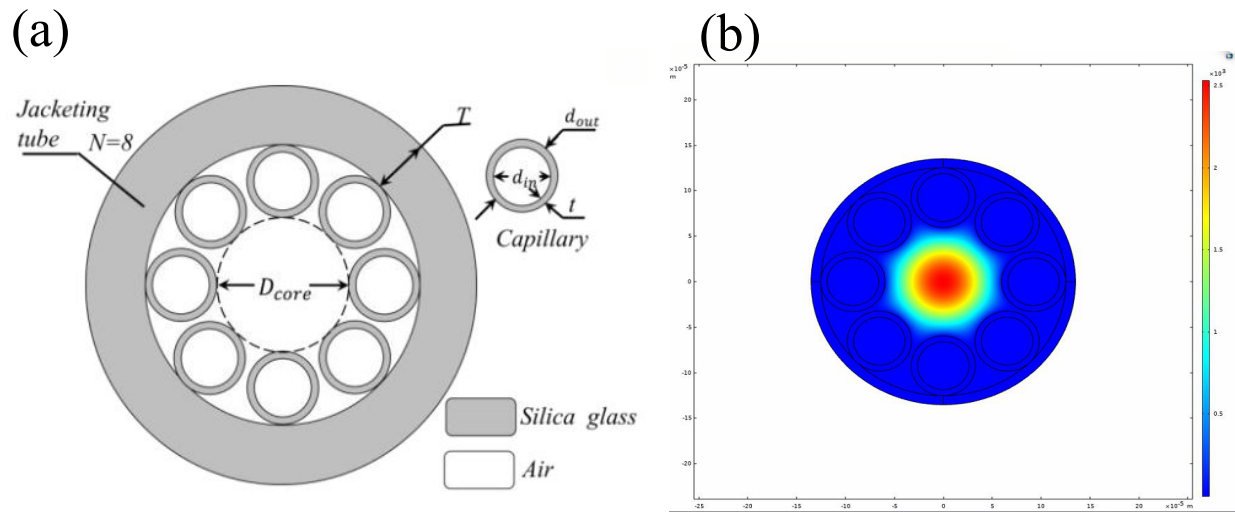 (a)
Jacketing
tube N=8
T
d_out
d_in
t
Capillary
D_core
Silica glass
Air
(b)
×10⁻⁵
m
20
15
10
5
0
-5
-10
-15
-20
-25 -20 -15 -10 -5 0 5 10 15 20 ×10⁻⁵ m
×10³
2.5
2
1.5
1
0.5